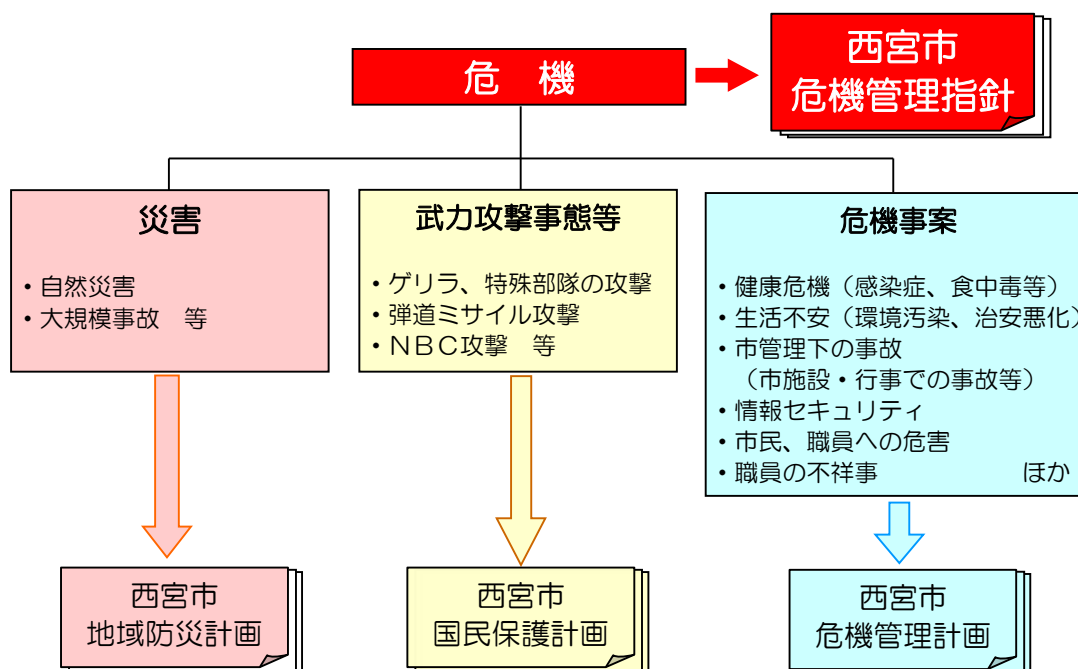 危　機
西宮市
危機管理指針
災害
・自然災害
・大規模事故　等
武力攻撃事態等
・ゲリラ、特殊部隊の攻撃
・弾道ミサイル攻撃
・ＮＢＣ攻撃　等
危機事案
・健康危機（感染症、食中毒等）
・生活不安（環境汚染、治安悪化）
・市管理下の事故
（市施設・行事での事故等）
・情報セキュリティ
・市民、職員への危害
・職員の不祥事　　　　　ほか
西宮市
地域防災計画
西宮市
国民保護計画
西宮市
危機管理計画